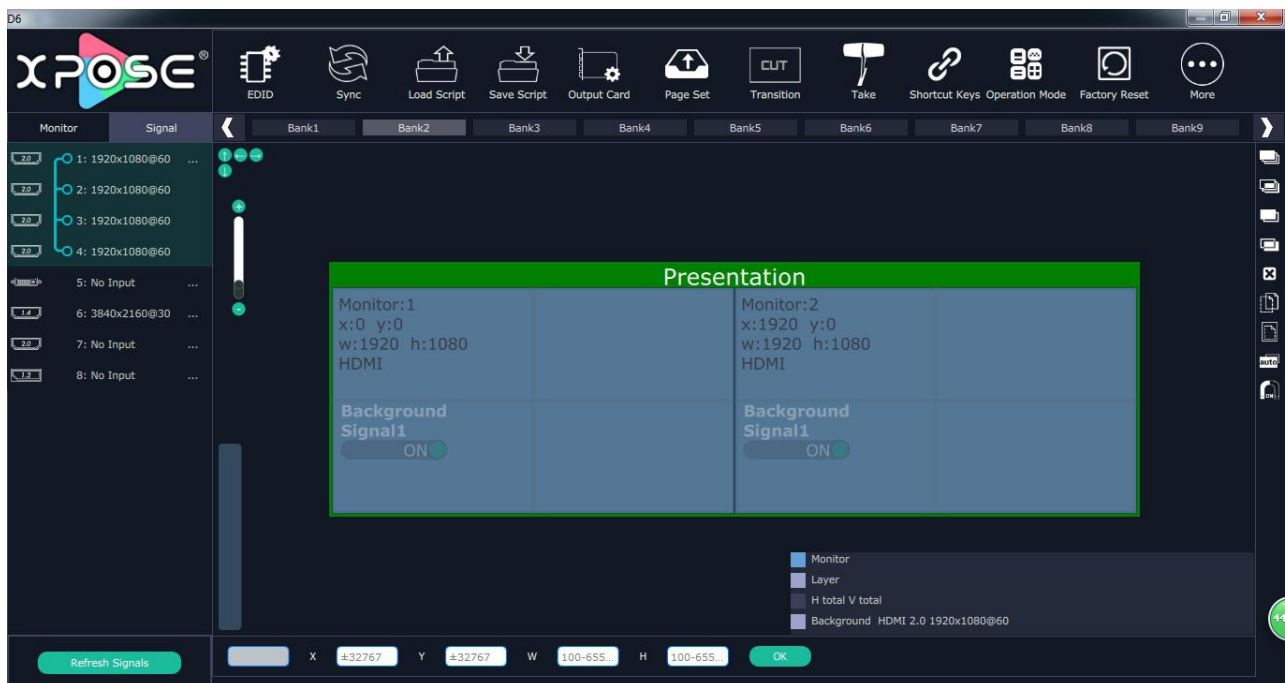 D6
XPOSE®
EDID
Sync
Load Script
Save Script
Output Card
Page Set
CUT
Transition
Take
Shortcut Keys
Operation Mode
Factory Reset
More
Monitor
Signal
Bank1
Bank2
Bank3
Bank4
Bank5
Bank6
Bank7
Bank8
Bank9
2.0 1: 1920x1080@60 ...
2.0 2: 1920x1080@60
2.0 3: 1920x1080@60
2.0 4: 1920x1080@60
5: No Input ...
1.4 6: 3840x2160@30 ...
2.0 7: No Input ...
1.2 8: No Input ...
Presentation
Monitor:1
x:0 y:0
w:1920 h:1080
HDMI
Background
Signal1
ON
Monitor:2
x:1920 y:0
w:1920 h:1080
HDMI
Background
Signal1
ON
auto
ON
Monitor
Layer
H total V total
Background HDMI 2.0 1920x1080@60
44
Refresh Signals
X ±32767 Y ±32767 W 100-655... H 100-655... OK